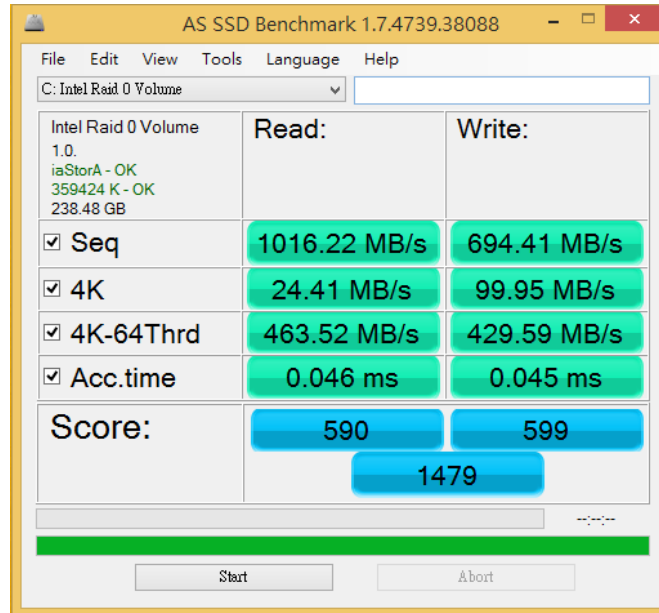 AS SSD Benchmark 1.7.4739.38088
File Edit View Tools Language Help
C: Intel Raid 0 Volume
Intel Raid 0 Volume
1.0.
iaStorA - OK
359424 K - OK
238.48 GB
Read: Write:
Seq 1016.22 MB/s 694.41 MB/s
4K 24.41 MB/s 99.95 MB/s
4K-64Thrd 463.52 MB/s 429.59 MB/s
Acc.time 0.046 ms 0.045 ms
Score: 590 599
1479
--:--:--
Start Abort